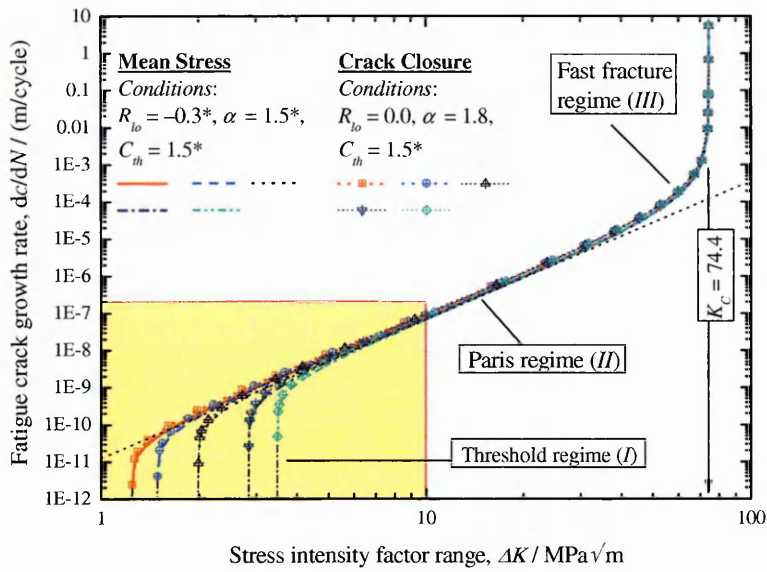 10
1
0.1
0.01
1E-3
1E-4
1E-5
1E-6
1E-7
1E-8
1E-9
1E-10
1E-11
1E-12
Fatigue crack growth rate, dc/dN / (m/cycle)
Mean Stress
Conditions:
R_lo = –0.3*, α = 1.5*,
C_th = 1.5*
Crack Closure
Conditions:
R_lo = 0.0, α = 1.8,
C_th = 1.5*
Fast fracture
regime (III)
K_C = 74.4
Paris regime (II)
Threshold regime (I)
1
10
100
Stress intensity factor range, ΔK / MPa√m